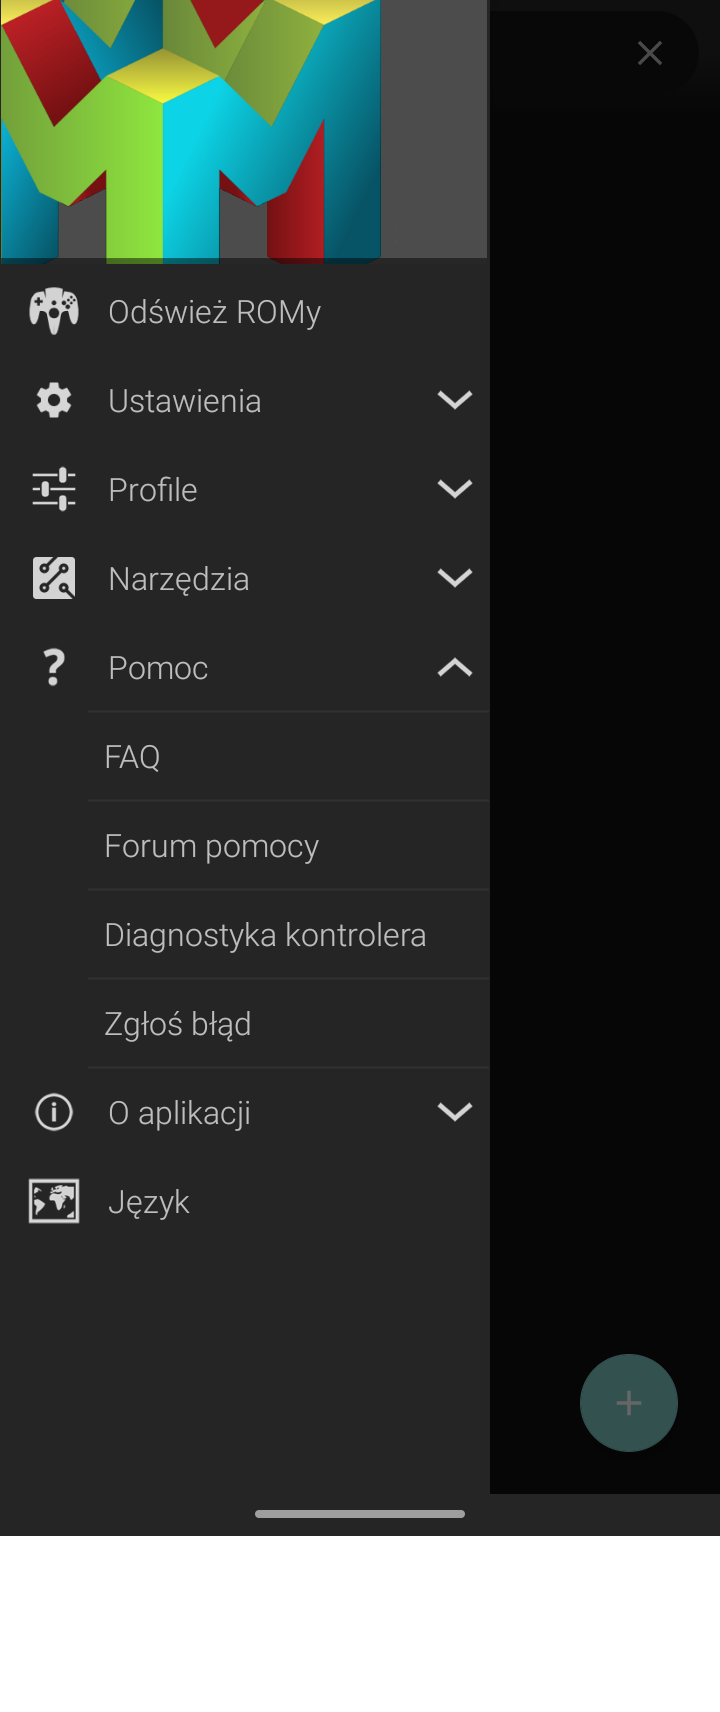 Odśwież ROMy
Ustawienia
Profile
Narzędzia
Pomoc
FAQ
Forum pomocy
Diagnostyka kontrolera
Zgłoś błąd
O aplikacji
Język